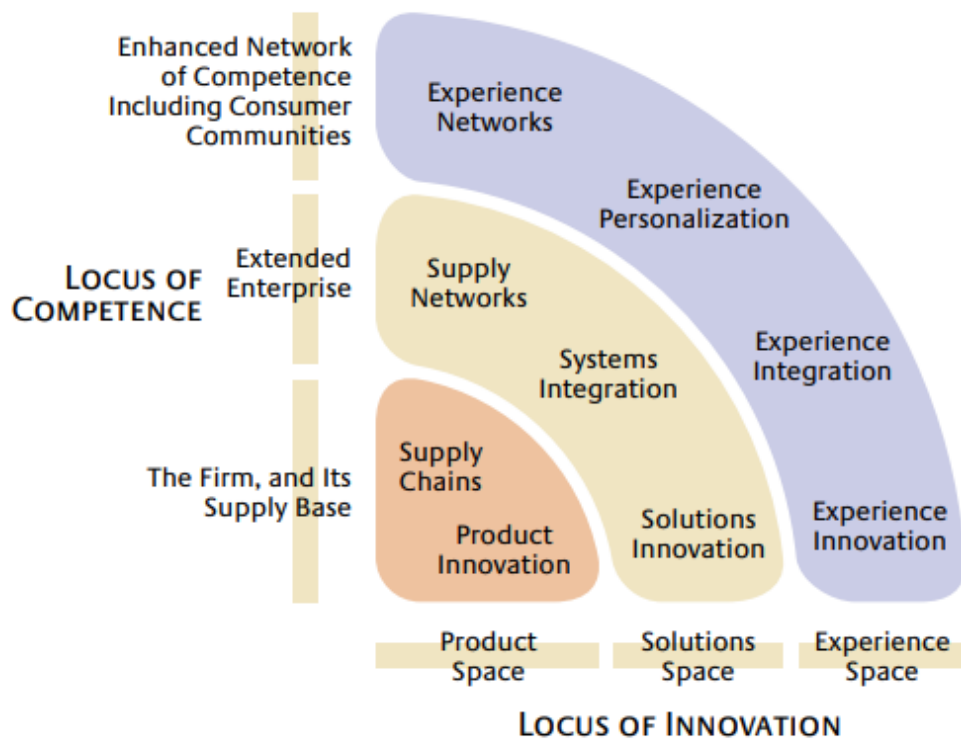 Enhanced Network
of Competence
Including Consumer
Communities
Experience
Networks
Experience
Personalization
Extended
Enterprise
LOCUS OF
COMPETENCE
Supply
Networks
Systems
Integration
Experience
Integration
The Firm, and Its
Supply Base
Supply
Chains
Product
Innovation
Solutions
Innovation
Experience
Innovation
Product
Space
Solutions
Space
Experience
Space
LOCUS OF INNOVATION